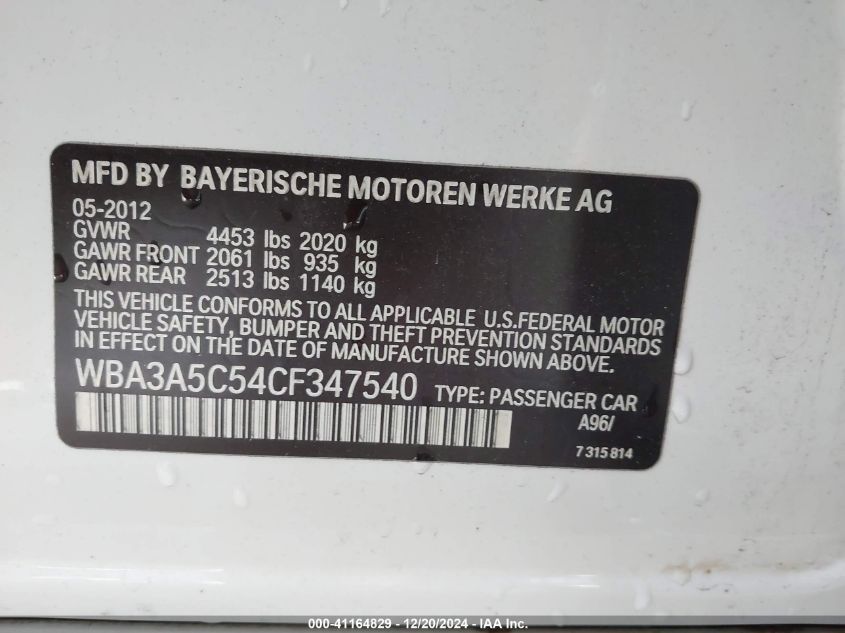 MFD BY BAYERISCHE MOTOREN WERKE AG
05-2012
GVWR 4453 lbs 2020 kg
GAWR FRONT 2061 lbs 935 kg
GAWR REAR 2513 lbs 1140 kg
THIS VEHICLE CONFORMS TO ALL APPLICABLE U.S.FEDERAL MOTOR
VEHICLE SAFETY, BUMPER AND THEFT PREVENTION STANDARDS
IN EFFECT ON THE DATE OF MANUFACTURE SHOWN ABOVE.
WBA3A5C54CF347540 TYPE: PASSENGER CAR
A96/
7 315 814
000-41164829 - 12/20/2024 - IAA Inc.